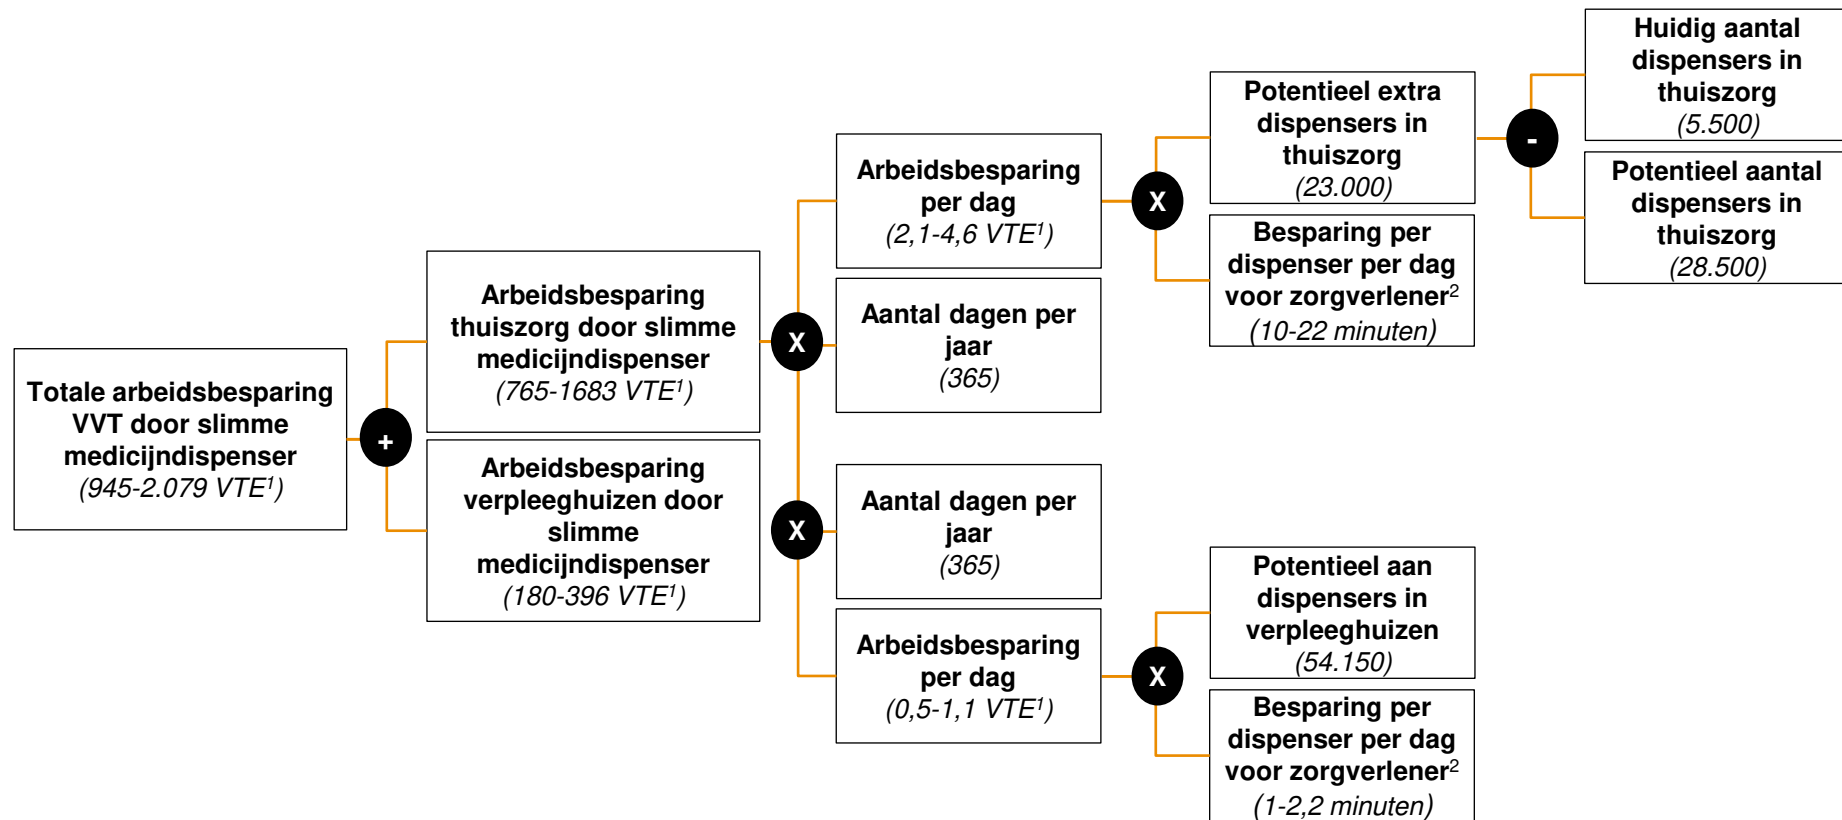 Totale arbeidsbesparing
VVT door slimme
medicijndispenser
(945-2.079 VTE¹)
+
Arbeidsbesparing
thuiszorg door slimme
medicijndispenser
(765-1683 VTE¹)
Arbeidsbesparing
verpleeghuizen door
slimme
medicijndispenser
(180-396 VTE¹)
X
X
Arbeidsbesparing
per dag
(2,1-4,6 VTE¹)
Aantal dagen per
jaar
(365)
Aantal dagen per
jaar
(365)
Arbeidsbesparing
per dag
(0,5-1,1 VTE¹)
X
X
Potentieel extra
dispensers in
thuiszorg
(23.000)
Besparing per
dispenser per dag
voor zorgverlener²
(10-22 minuten)
Potentieel aan
dispensers in
verpleeghuizen
(54.150)
Besparing per
dispenser per dag
voor zorgverlener²
(1-2,2 minuten)
-
Huidig aantal
dispensers in
thuiszorg
(5.500)
Potentieel aantal
dispensers in
thuiszorg
(28.500)